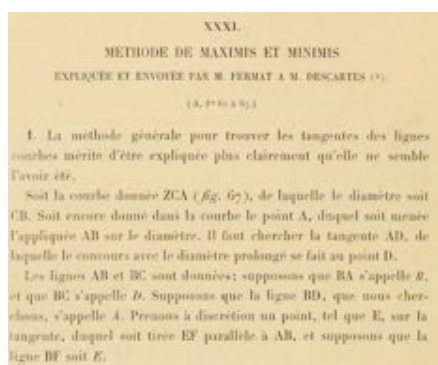 XXXI.
MÉTHODE DE MAXIMIS ET MINIMIS
EXPLIQUÉE ET ENVOYÉE PAR M. FERMAT A M. DESCARTES
1. La méthode générale pour trouver les tangentes des lignes
courbes mérite d'être expliquée plus clairement qu'elle ne semble
l'avoir été.
Soit la courbe donnée ZCA (fig. 67), de laquelle le diamètre soit
CB. Soit encore donné dans la courbe le point A, duquel soit menée
l'appliquée AB sur le diamètre. Il faut chercher la tangente AD, de
laquelle le concours avec le diamètre prolongé se fait au point D.
Les lignes AB et BC sont données; supposons que BA s'appelle B,
et que BC s'appelle D. Supposons que la ligne BD, que nous cher-
chons, s'appelle A. Prenons à discrétion un point, tel que E, sur la
tangente, duquel soit tirée EF parallèle à AB, et supposons que la
ligne BF soit E.